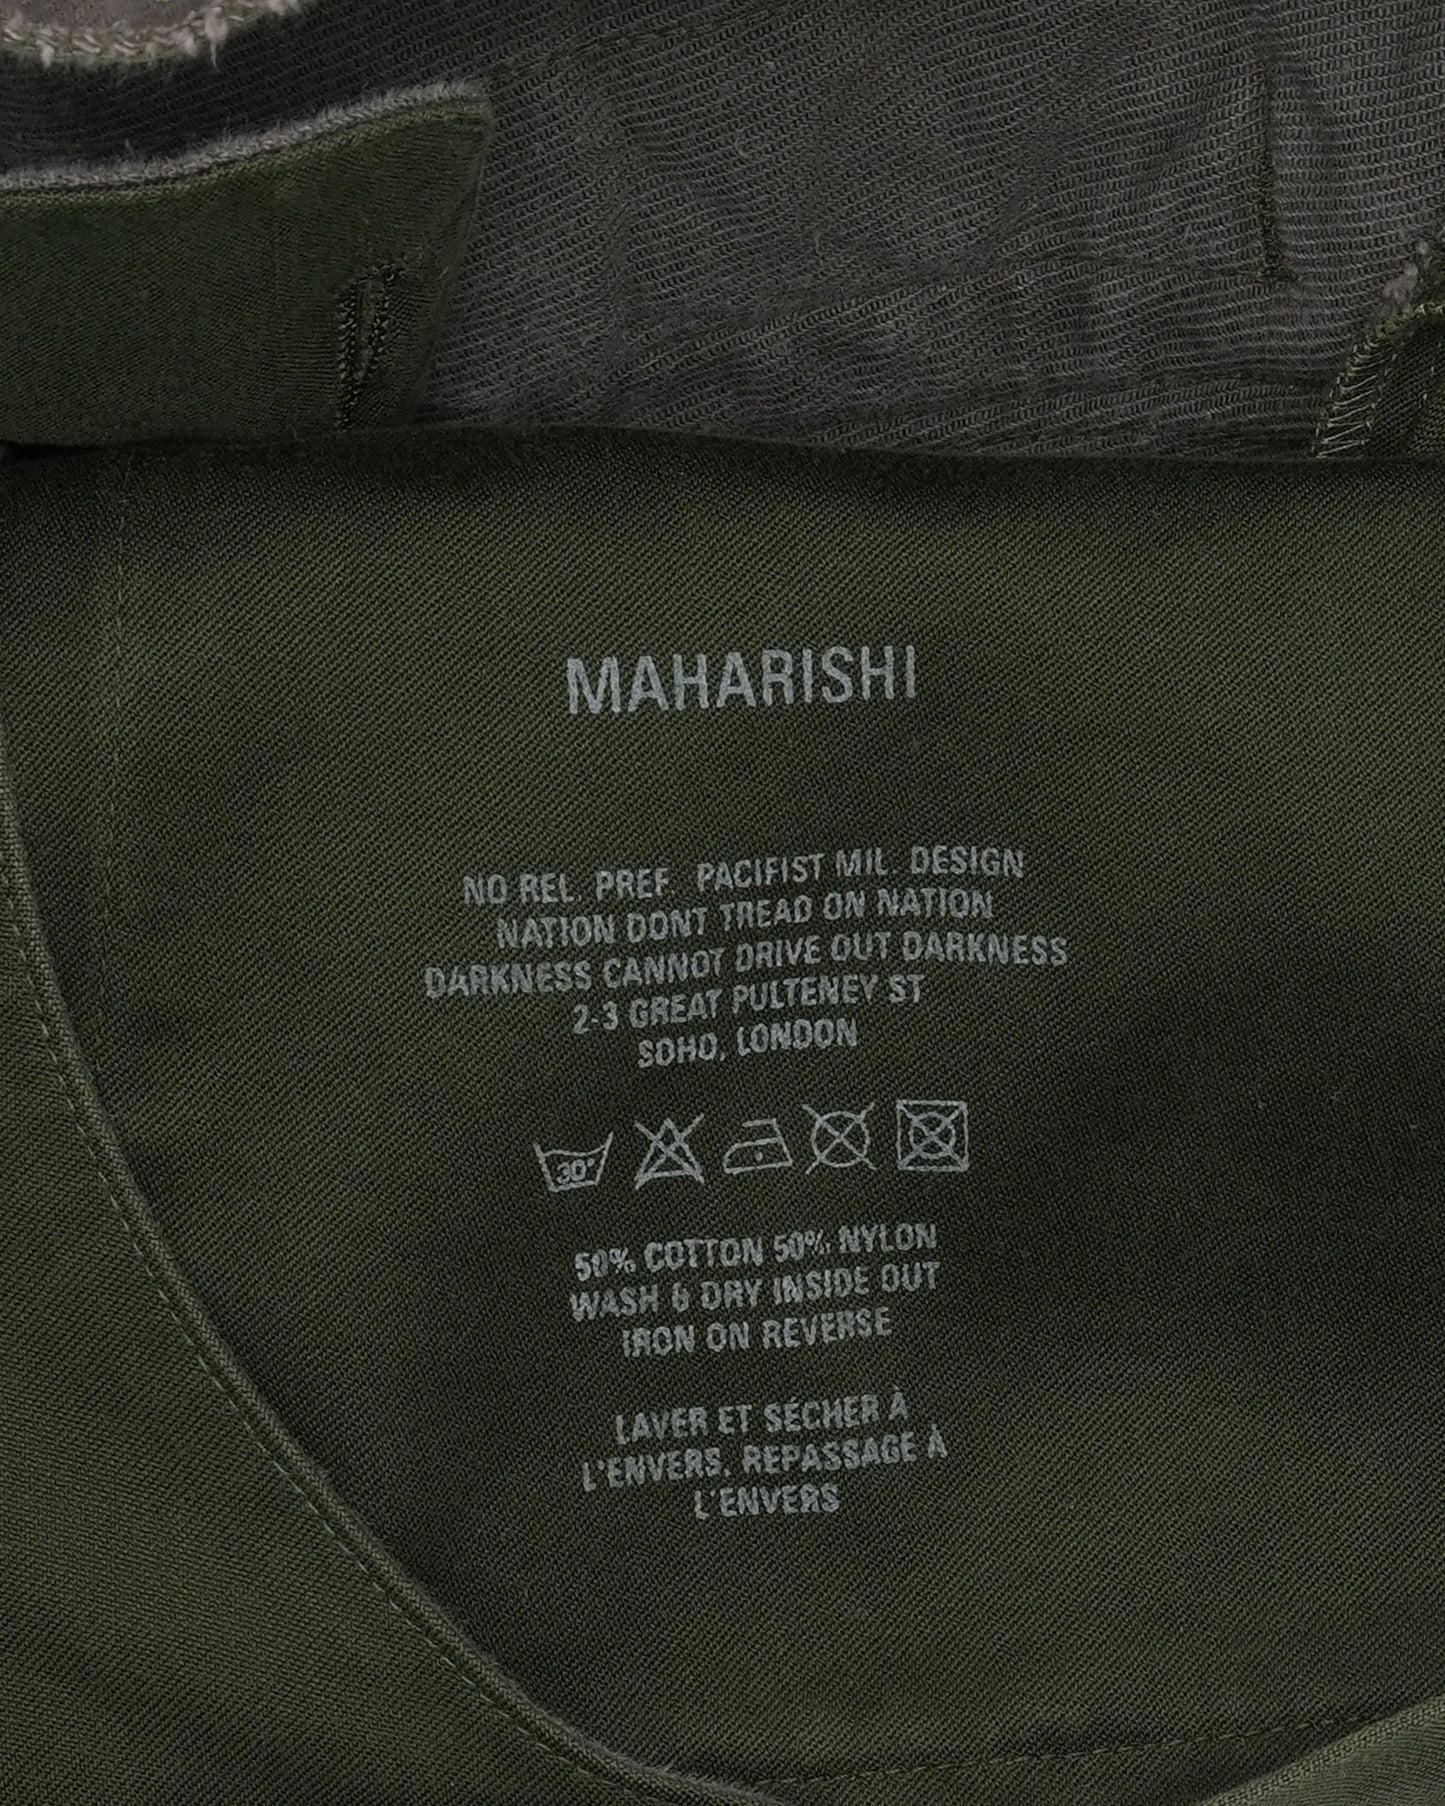 MAHARISHI
NO REL. PREF. PACIFIST MIL. DESIGN
NATION DONT TREAD ON NATION
DARKNESS CANNOT DRIVE OUT DARKNESS
2-3 GREAT PULTENEY ST
SOHO, LONDON
30°
50% COTTON 50% NYLON
WASH & DRY INSIDE OUT
IRON ON REVERSE
LAVER ET SÉCHER À
L'ENVERS, REPASSAGE À
L'ENVERS